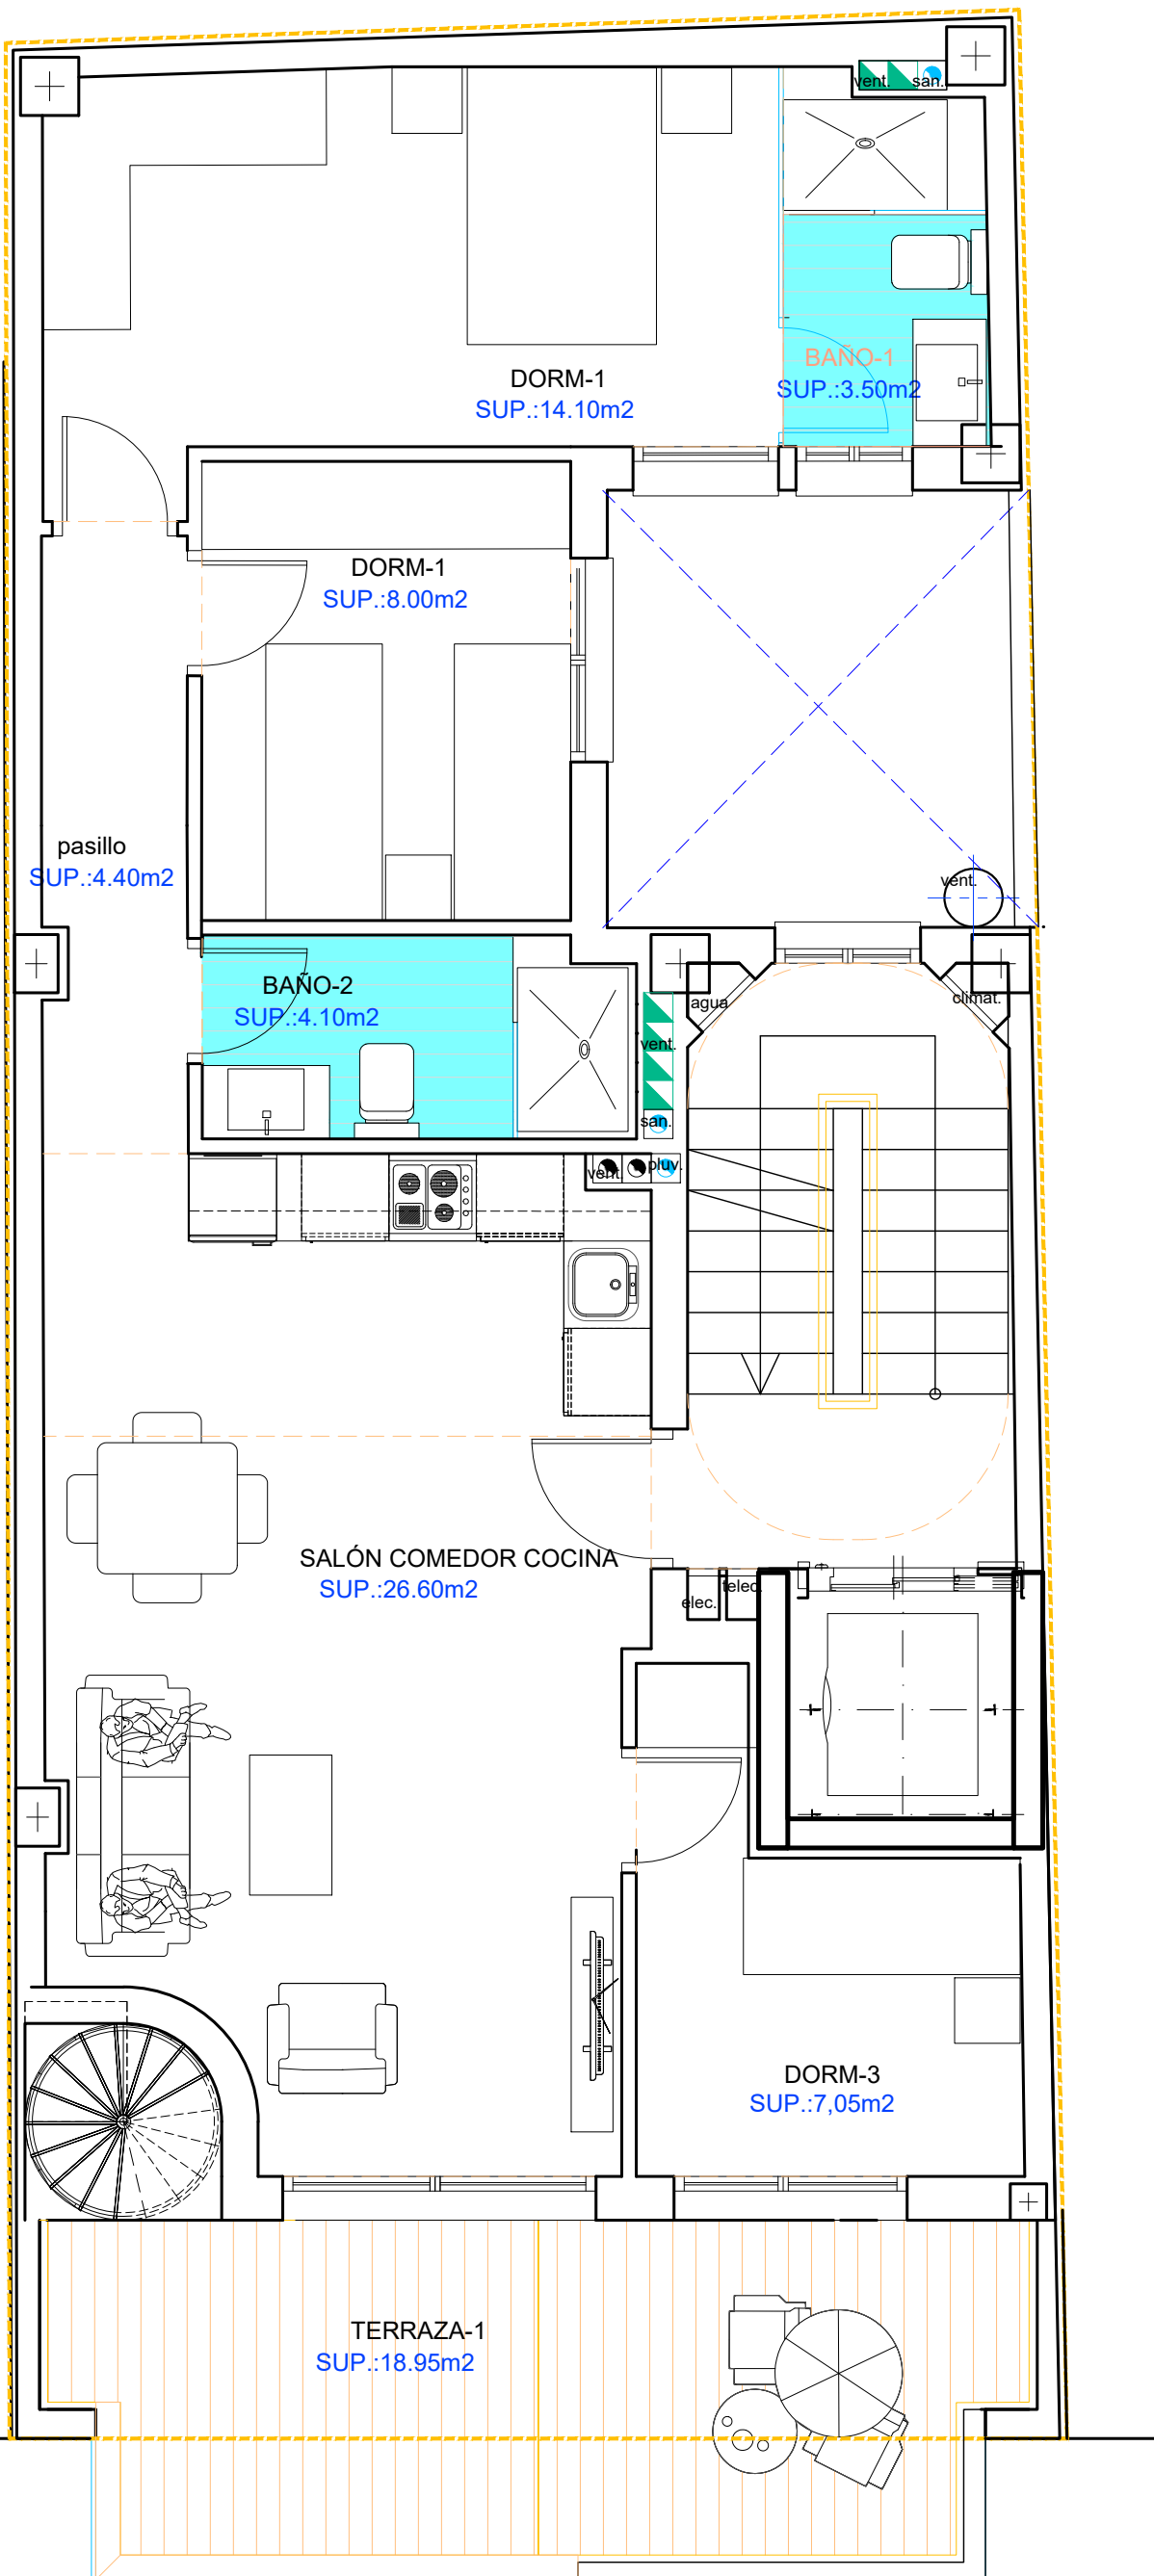 vent.
san.
DORM-1
SUP.:14.10m2
BAÑO-1
SUP.:3.50m2
DORM-1
SUP.:8.00m2
pasillo
SUP.:4.40m2
vent.
BAÑO-2
SUP.:4.10m2
agua
climat.
vent.
san.
vent.
pluv.
SALÓN COMEDOR COCINA
SUP.:26.60m2
elec.
telec.
DORM-3
SUP.:7,05m2
TERRAZA-1
SUP.:18.95m2